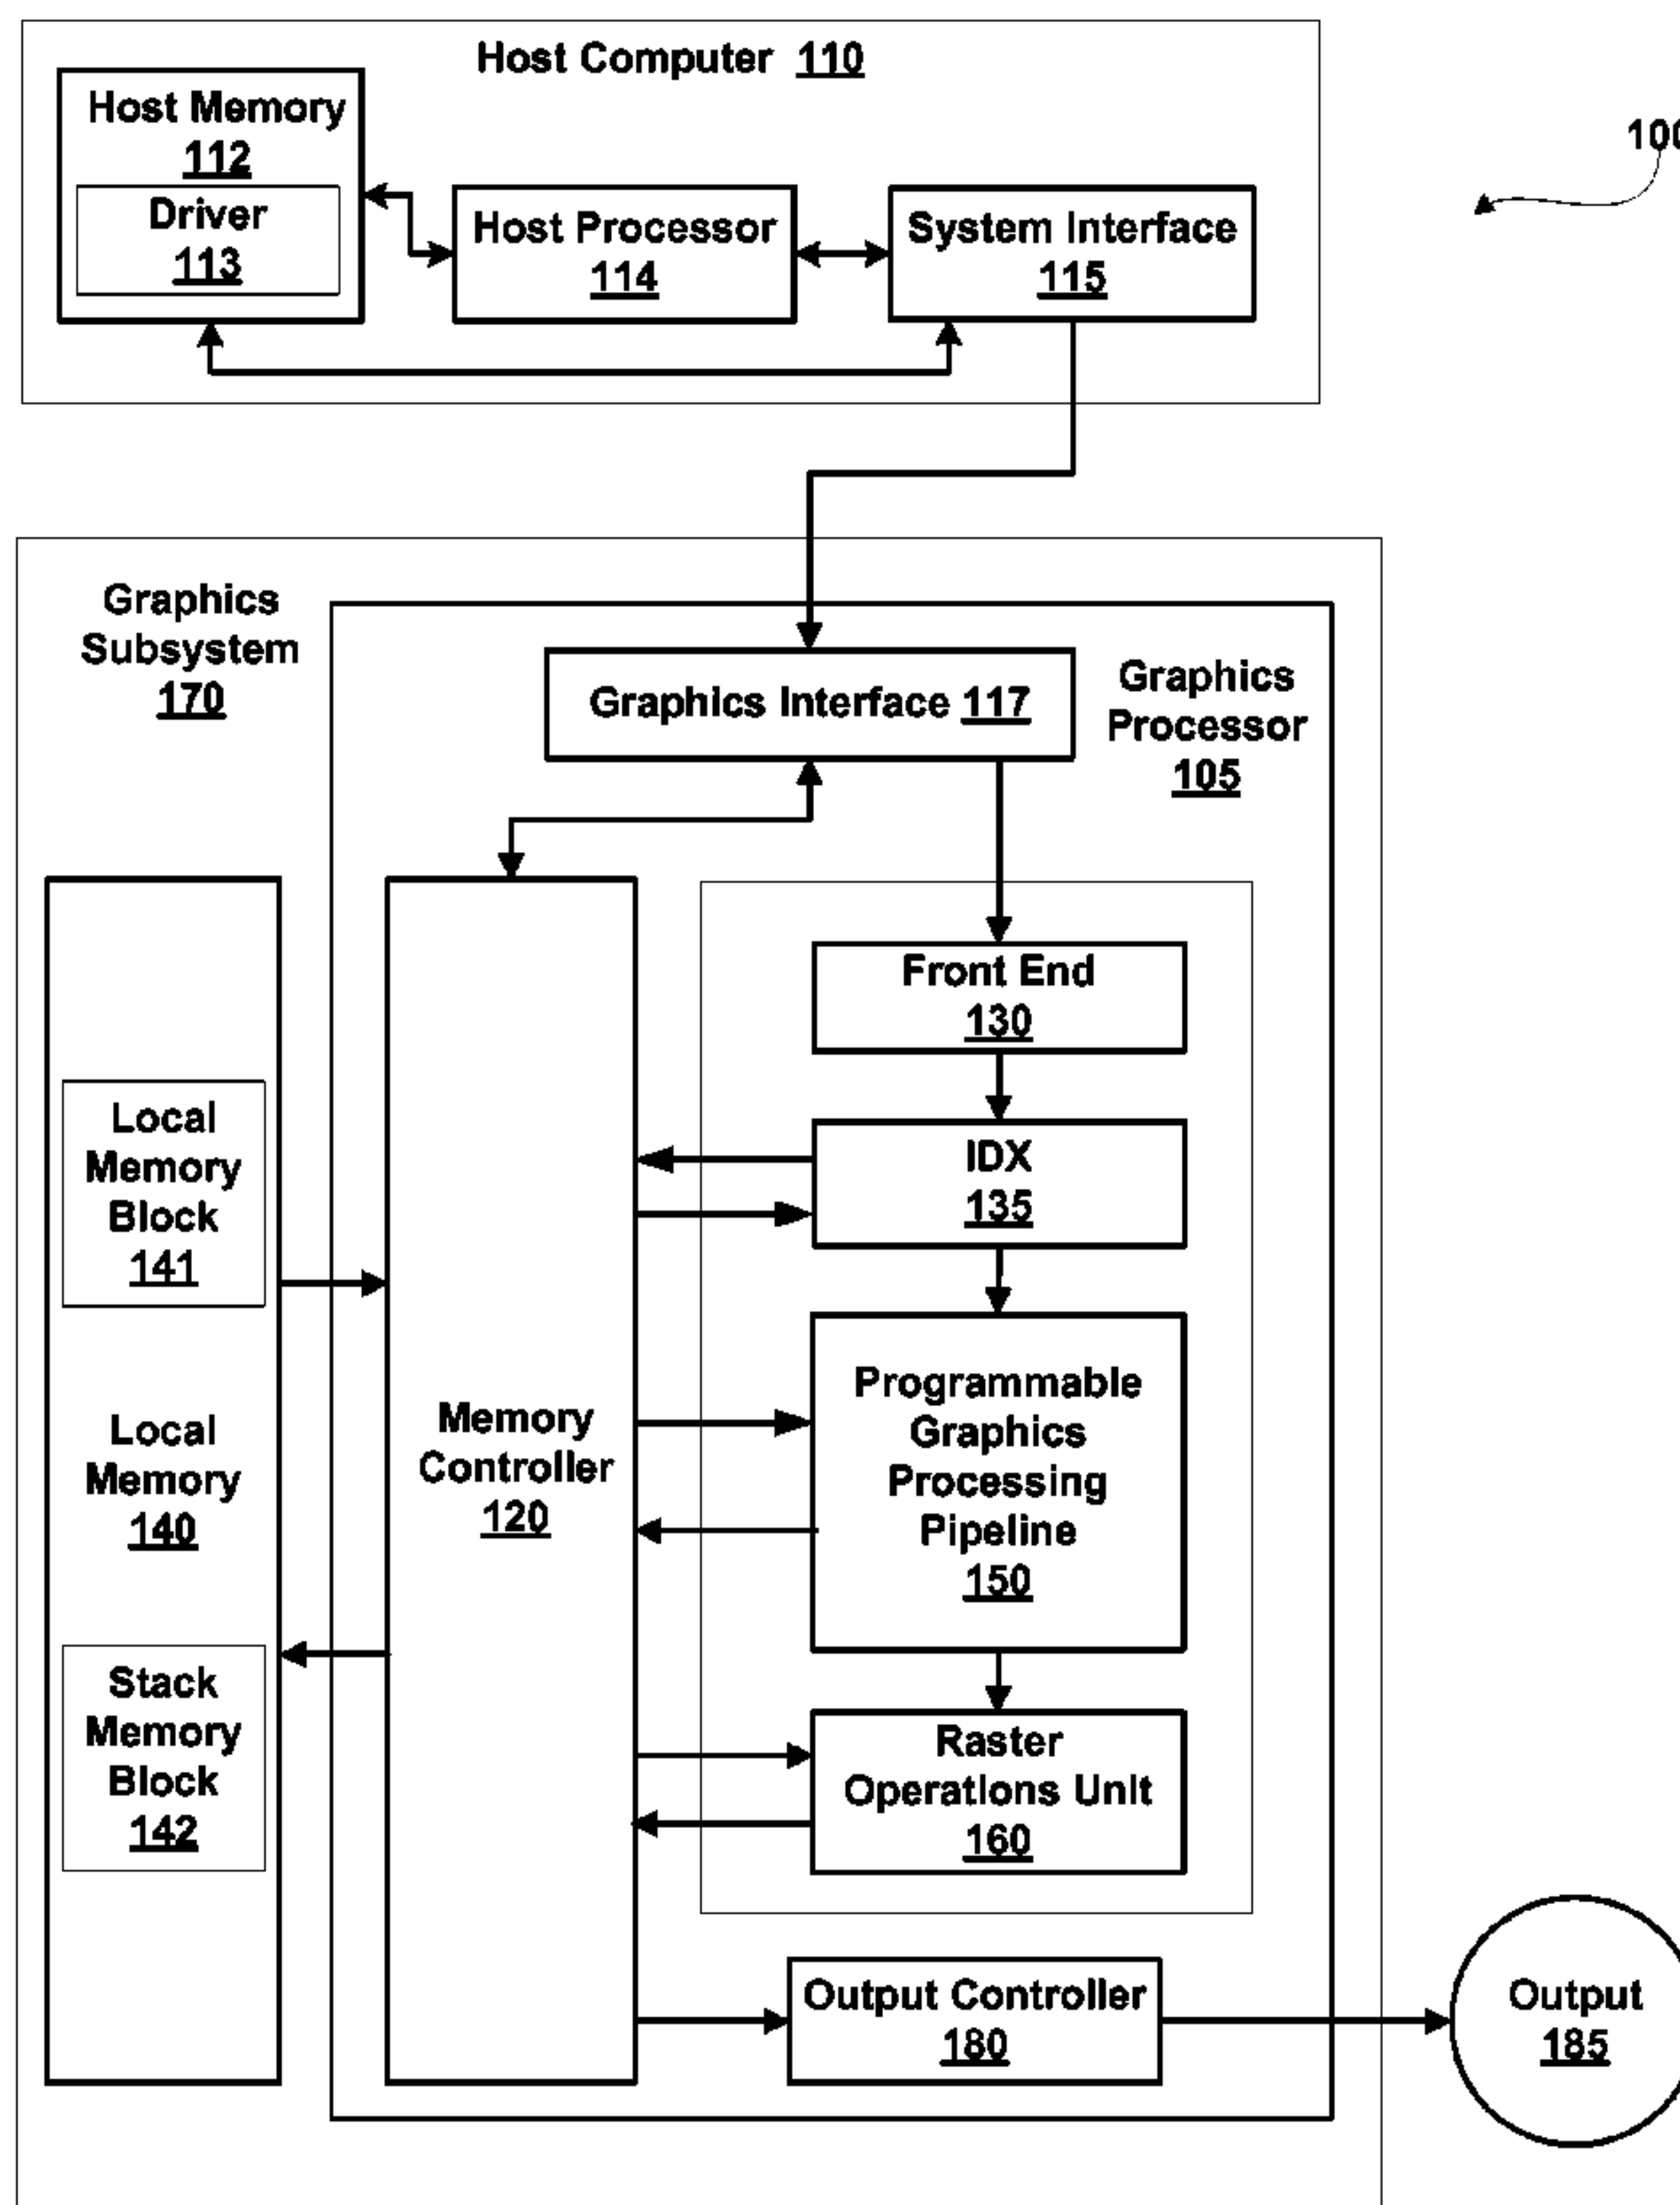 Host Computer 110
Host Memory
112
Driver
113
Host Processor
114
System Interface
115
100
Graphics
Subsystem
170
Graphics Interface 117
Graphics
Processor
105
Front End
130
IDX
135
Local
Memory
Block
141
Programmable
Graphics
Processing
Pipeline
150
Memory
Controller
120
Local
Memory
140
Stack
Memory
Block
142
Raster
Operations Unit
160
Output Controller
180
Output
185